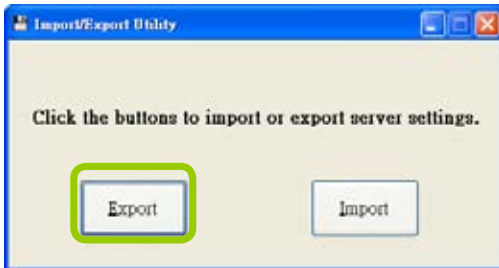 Import/Export Utility
Click the buttons to import or export server settings.
Export
Import